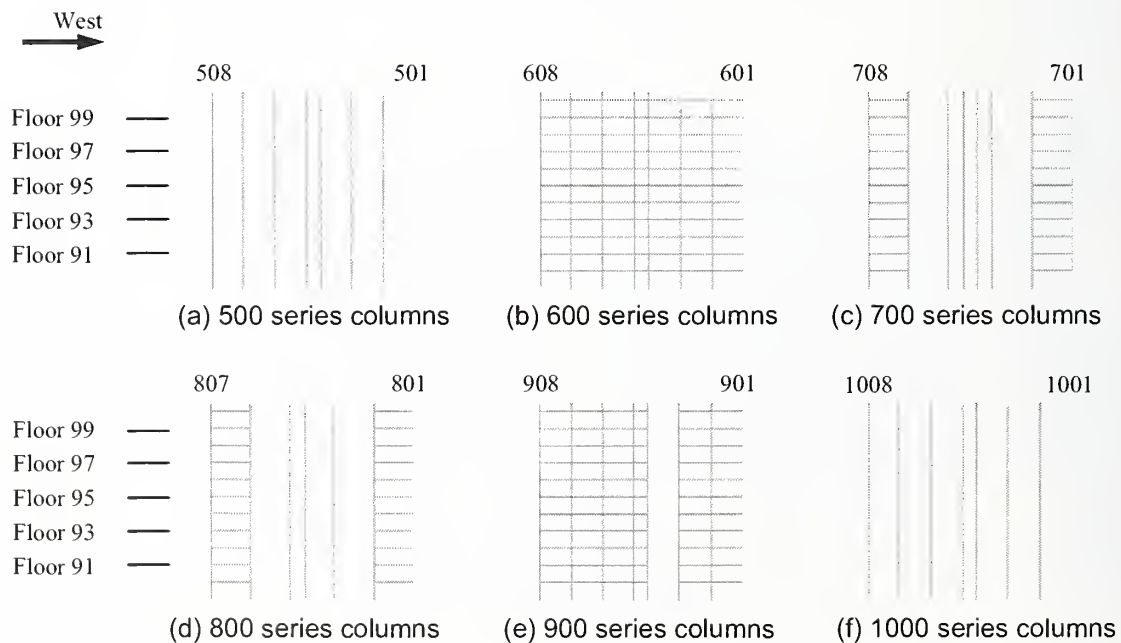 West
508 501 608 601 708 701
Floor 99
Floor 97
Floor 95
Floor 93
Floor 91
(a) 500 series columns (b) 600 series columns (c) 700 series columns
807 801 908 901 1008 1001
Floor 99
Floor 97
Floor 95
Floor 93
Floor 91
(d) 800 series columns (e) 900 series columns (f) 1000 series columns